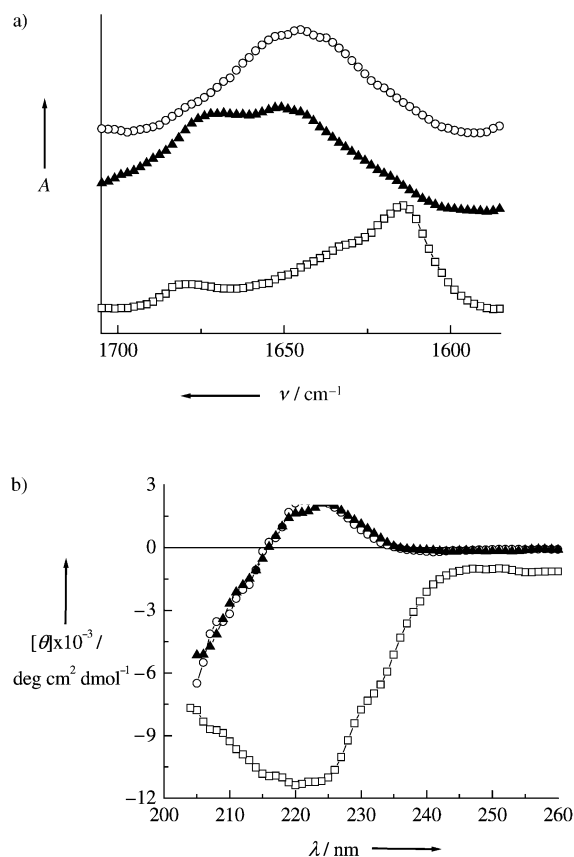 a)
A
1700 1650 1600
ν / cm⁻¹
b)
3
0
−3
−6
−9
−12
[θ]x10⁻³ /
deg cm² dmol⁻¹
200 210 220 230 240 250 260
λ / nm